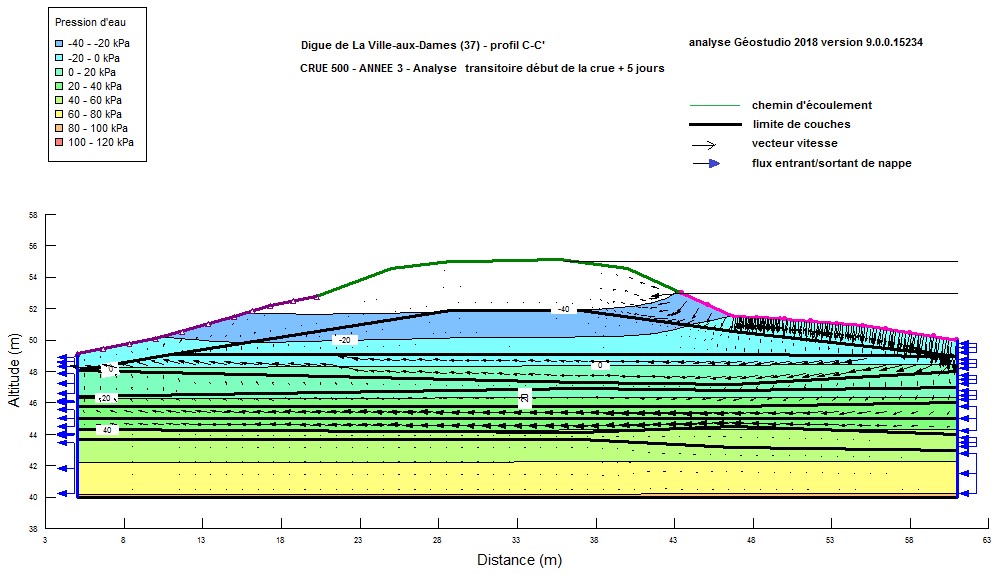 Pression d'eau
-40 - -20 kPa
-20 - 0 kPa
0 - 20 kPa
20 - 40 kPa
40 - 60 kPa
60 - 80 kPa
80 - 100 kPa
100 - 120 kPa
Digue de La Ville-aux-Dames (37) - profil C-C'
CRUE 500 - ANNEE 3 - Analyse transitoire début de la crue + 5 jours
analyse Géostudio 2018 version 9.0.0.15234
chemin d'écoulement
limite de couches
vecteur vitesse
flux entrant/sortant de nappe
58
56
54
52
50
48
46
44
42
40
38
Altitude (m)
-40
-20
0
0
20
20
40
3 8 13 18 23 28 33 38 43 48 53 58 63
Distance (m)